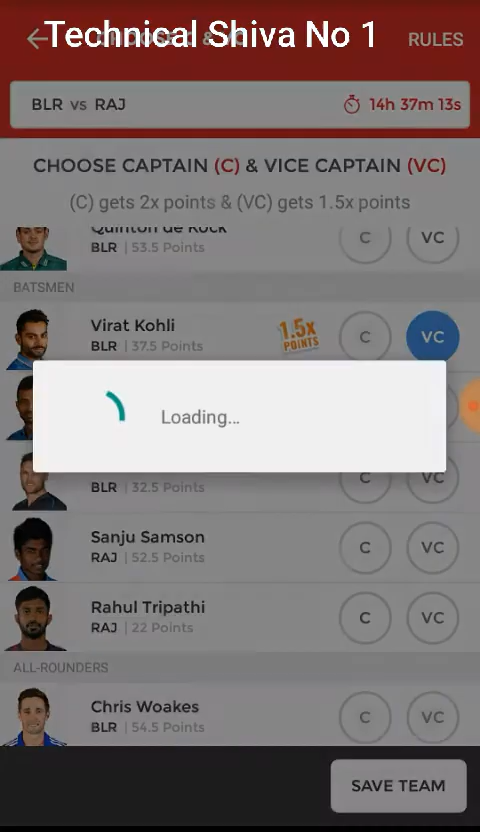 Technical Shiva No 1
RULES
BLR vs RAJ
14h 37m 13s
CHOOSE CAPTAIN (C) & VICE CAPTAIN (VC)
(C) gets 2x points & (VC) gets 1.5x points
Quinton de Kock
BLR | 53.5 Points
C
VC
BATSMEN
Virat Kohli
BLR | 37.5 Points
1.5x
POINTS
C
VC
Loading...
BLR | 32.5 Points
C
VC
Sanju Samson
RAJ | 52.5 Points
C
VC
Rahul Tripathi
RAJ | 22 Points
C
VC
ALL-ROUNDERS
Chris Woakes
BLR | 54.5 Points
C
VC
SAVE TEAM